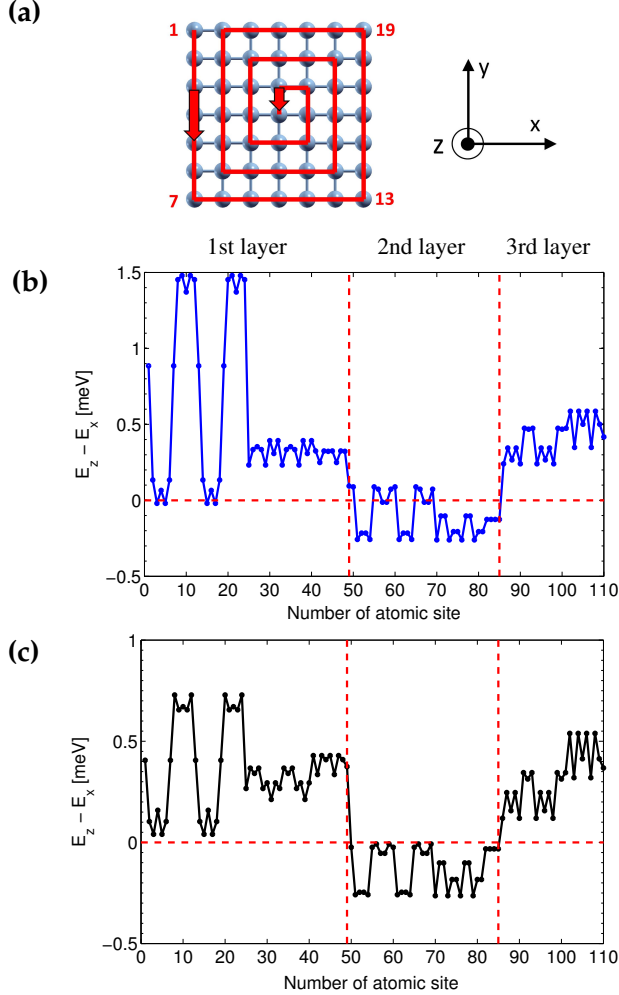 (a)
1
19
7
13
y
x
z
1st layer
2nd layer
3rd layer
(b)
1.5
1
0.5
0
−0.5
E_z − E_x [meV]
0 10 20 30 40 50 60 70 80 90 100 110
Number of atomic site
(c)
1
0.5
0
−0.5
E_z − E_x [meV]
0 10 20 30 40 50 60 70 80 90 100 110
Number of atomic site